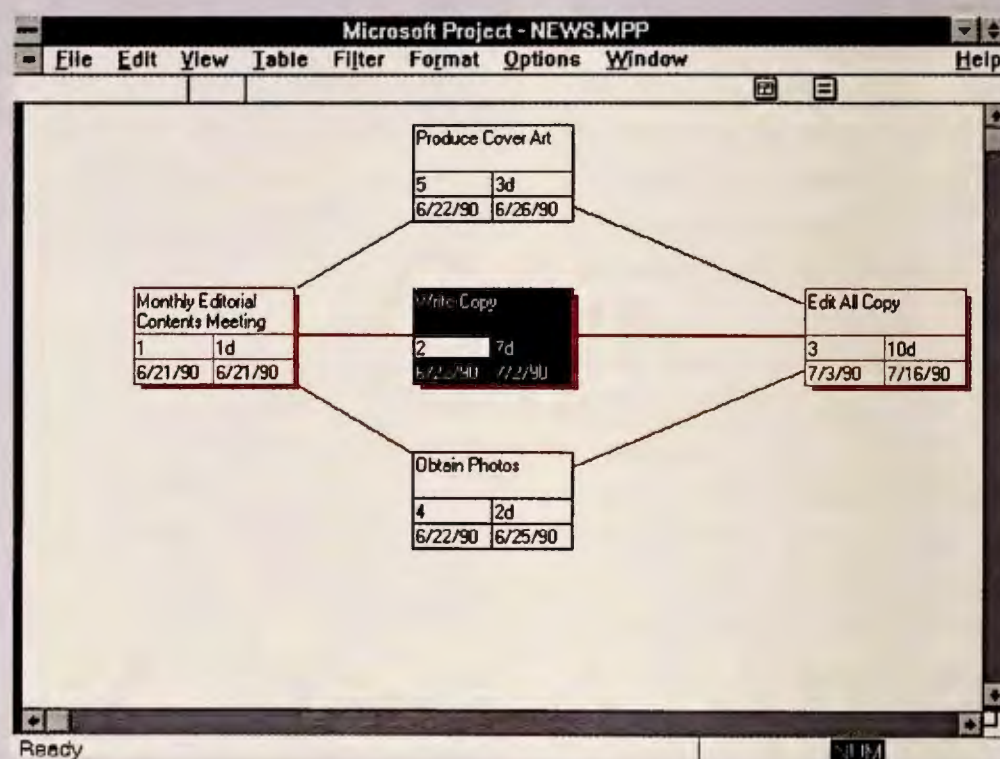 Microsoft Project - NEWS.MPP
File Edit View Table Filter Format Options Window Help
Produce Cover Art
5 3d
6/22/90 6/26/90
Monthly Editorial
Contents Meeting
1 1d
6/21/90 6/21/90
Write Copy
2 7d
7/2/90
Edit All Copy
3 10d
7/3/90 7/16/90
Obtain Photos
4 2d
6/22/90 6/25/90
Ready NUM